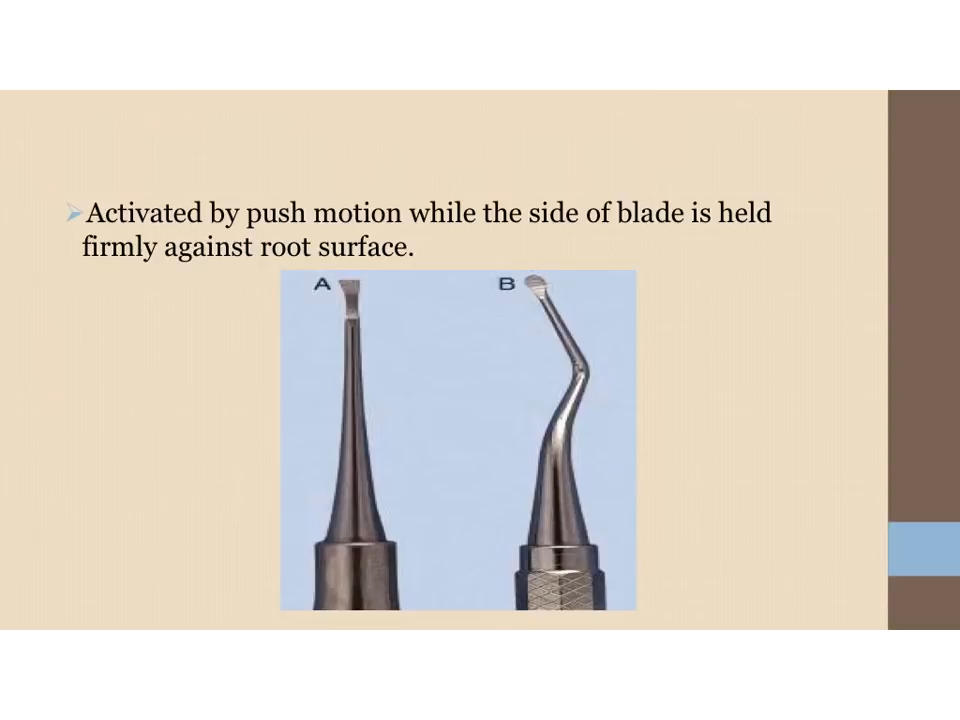 ➢Activated by push motion while the side of blade is held
firmly against root surface.
A B